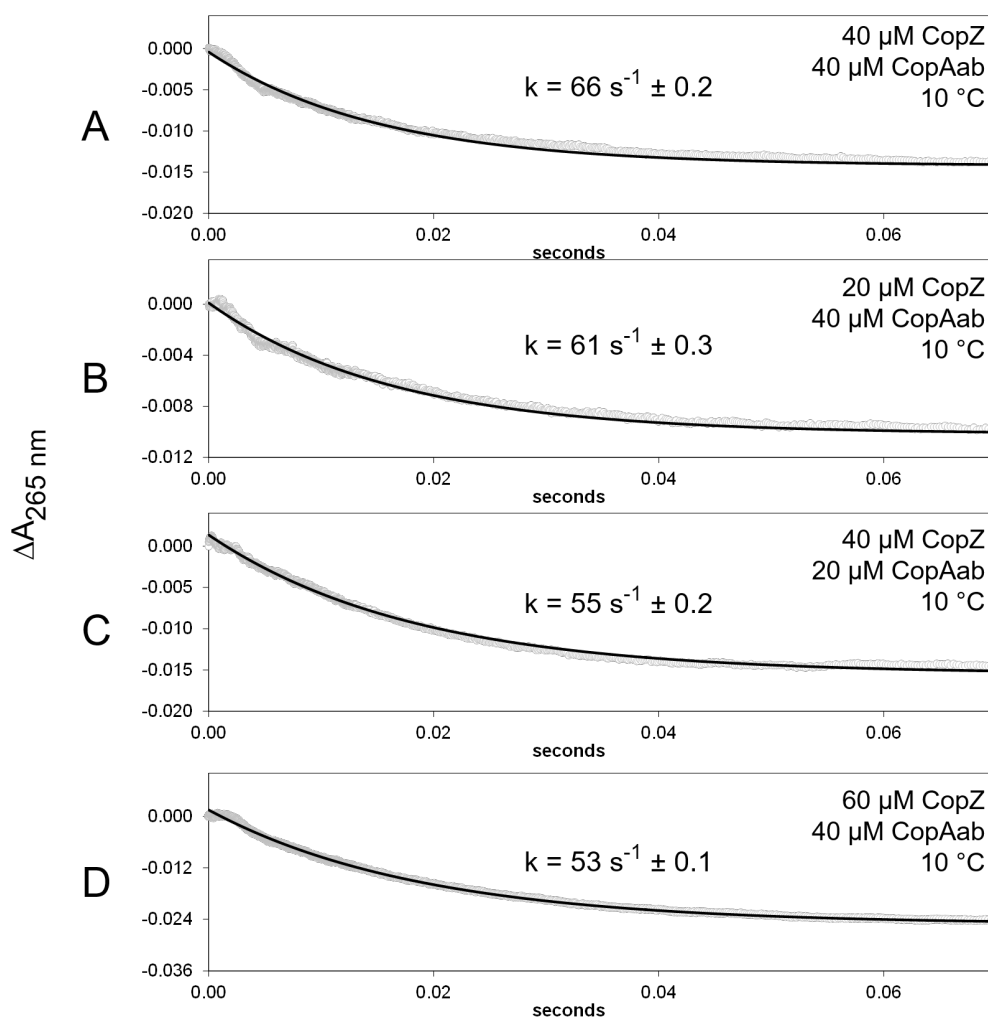 ΔA265 nm
A
0.000
-0.005
-0.010
-0.015
-0.020
40 µM CopZ
40 µM CopAab
10 °C
k = 66 s-1 ± 0.2
0.00
0.02
0.04
0.06
seconds
B
0.000
-0.004
-0.008
-0.012
20 µM CopZ
40 µM CopAab
10 °C
k = 61 s-1 ± 0.3
0.00
0.02
0.04
0.06
seconds
C
0.000
-0.005
-0.010
-0.015
-0.020
40 µM CopZ
20 µM CopAab
10 °C
k = 55 s-1 ± 0.2
0.00
0.02
0.04
0.06
seconds
D
0.000
-0.012
-0.024
-0.036
60 µM CopZ
40 µM CopAab
10 °C
k = 53 s-1 ± 0.1
0.00
0.02
0.04
0.06
seconds